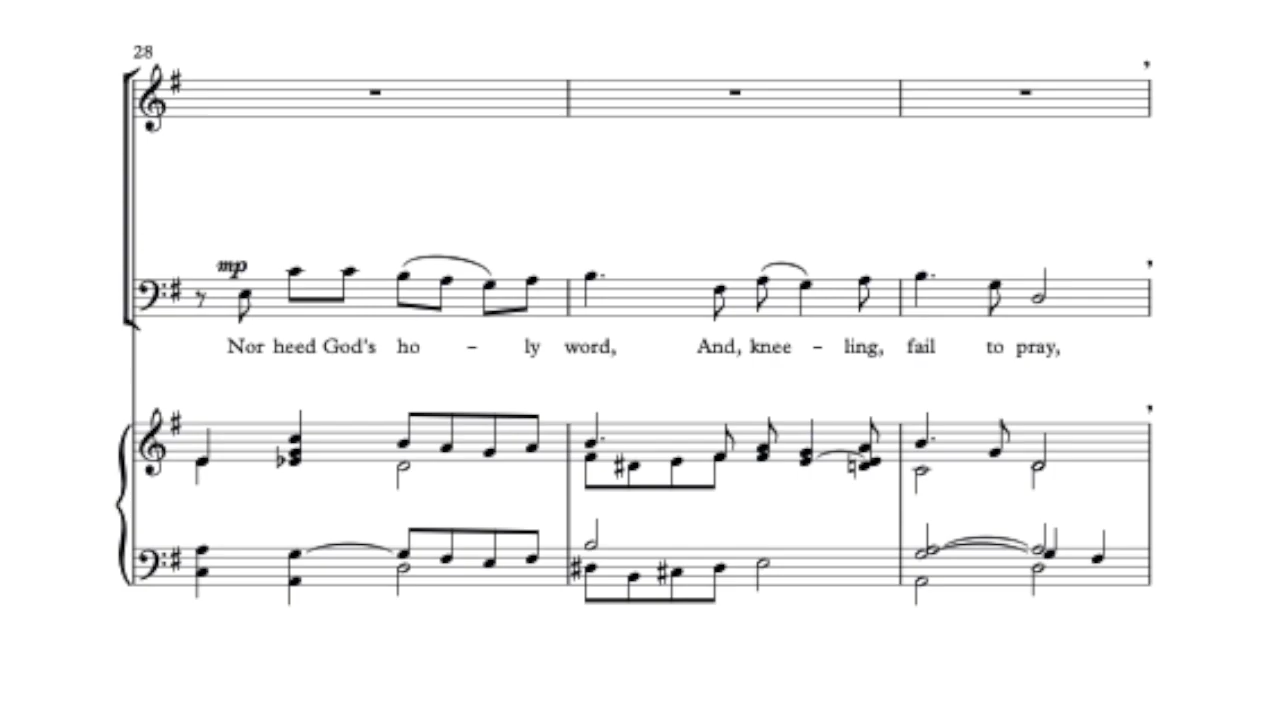 28
mp
Nor heed God's ho - ly word, And, knee - ling, fail to pray,